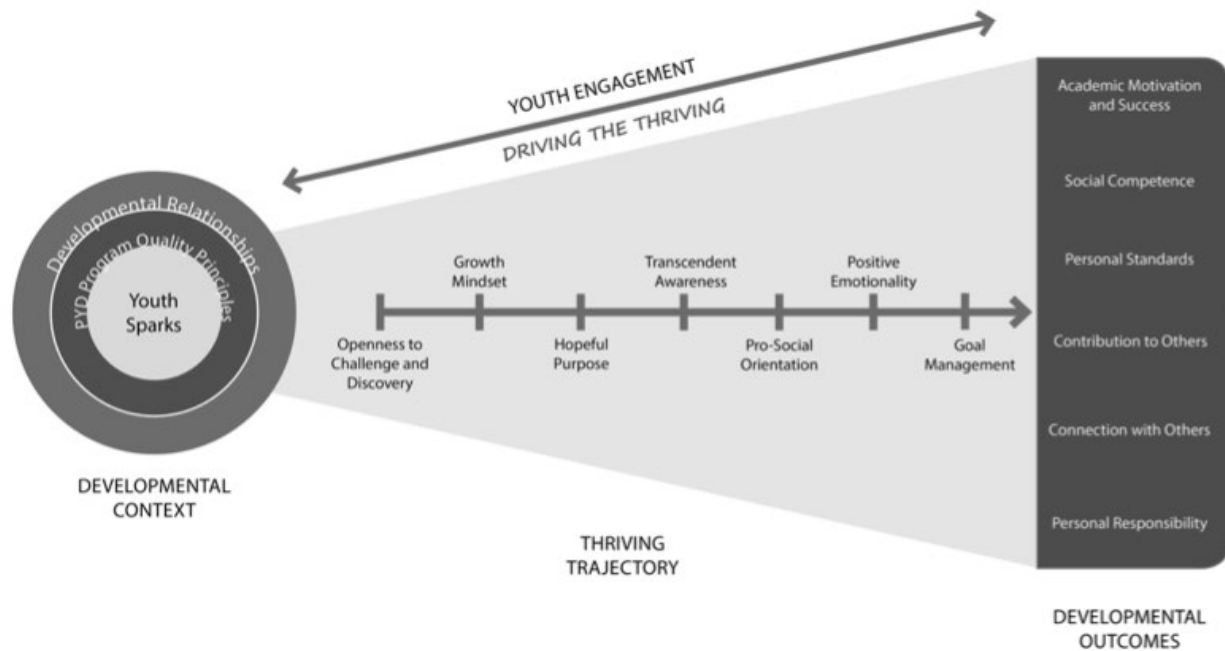 YOUTH ENGAGEMENT
DRIVING THE THRIVING
Developmental Relationships
PYD Program Quality Principles
Youth
Sparks
DEVELOPMENTAL
CONTEXT
Growth
Mindset
Transcendent
Awareness
Positive
Emotionality
Openness to
Challenge and
Discovery
Hopeful
Purpose
Pro-Social
Orientation
Goal
Management
THRIVING
TRAJECTORY
Academic Motivation
and Success
Social Competence
Personal Standards
Contribution to Others
Connection with Others
Personal Responsibility
DEVELOPMENTAL
OUTCOMES